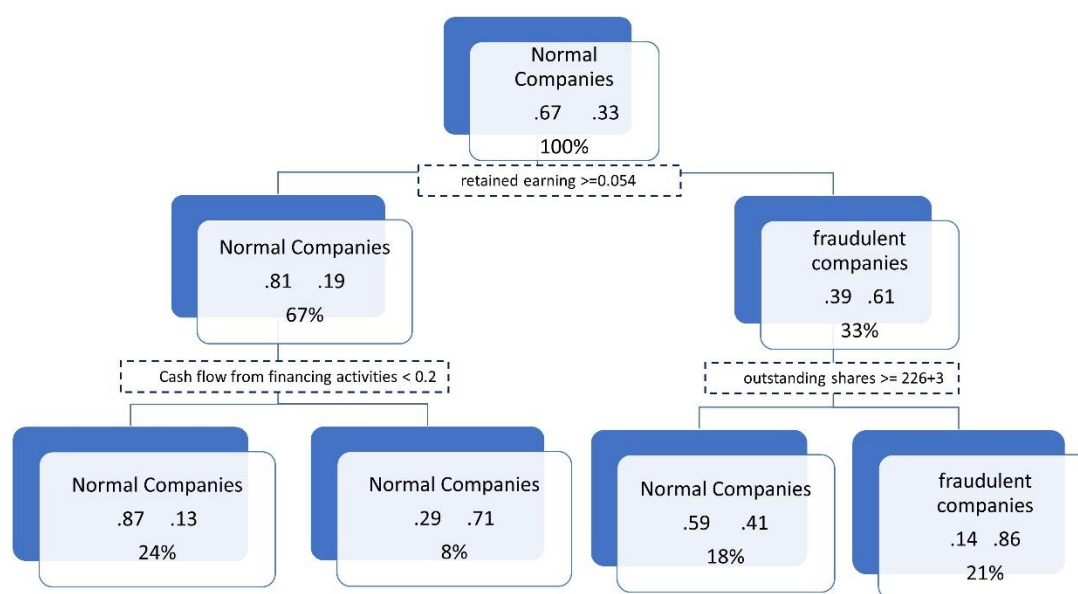 Normal
Companies
.67 .33
100%
retained earning >=0.054
Normal Companies
.81 .19
67%
fraudulent
companies
.39 .61
33%
Cash flow from financing activities < 0.2
outstanding shares >= 226+3
Normal Companies
.87 .13
24%
Normal Companies
.29 .71
8%
Normal Companies
.59 .41
18%
fraudulent
companies
.14 .86
21%